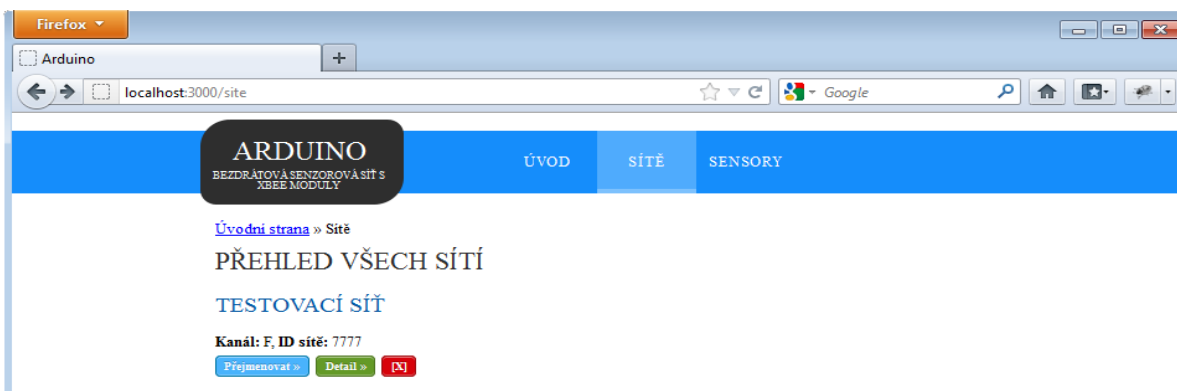 Firefox
Arduino
localhost:3000/site
Google
ARDUINO
BEZDRÁTOVÁ SENZOROVÁ SÍŤ S
XBEE MODULY
ÚVOD
SÍTĚ
SENSORY
Úvodní strana » Sítě
PŘEHLED VŠECH SÍTÍ
TESTOVACÍ SÍŤ
Kanál: F, ID sítě: 7777
Přejmenovat » Detail » [X]